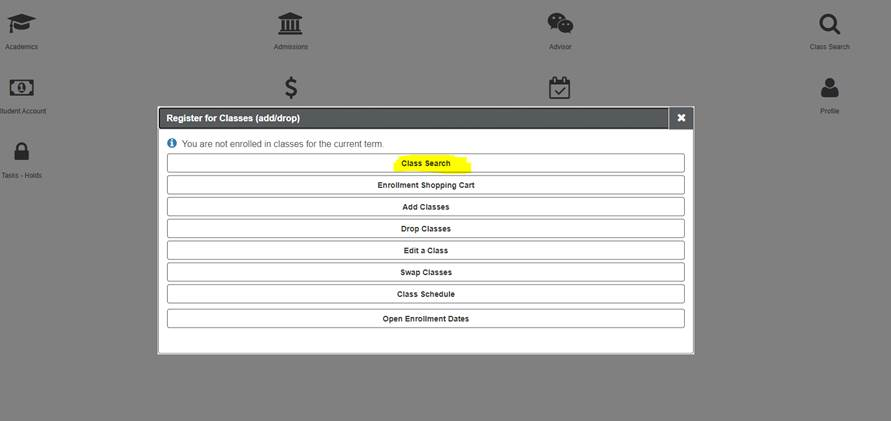 Academics
Admissions
Advisor
Class Search
Student Account
Profile
Tasks - Holds
Register for Classes (add/drop)
You are not enrolled in classes for the current term.
Class Search
Enrollment Shopping Cart
Add Classes
Drop Classes
Edit a Class
Swap Classes
Class Schedule
Open Enrollment Dates